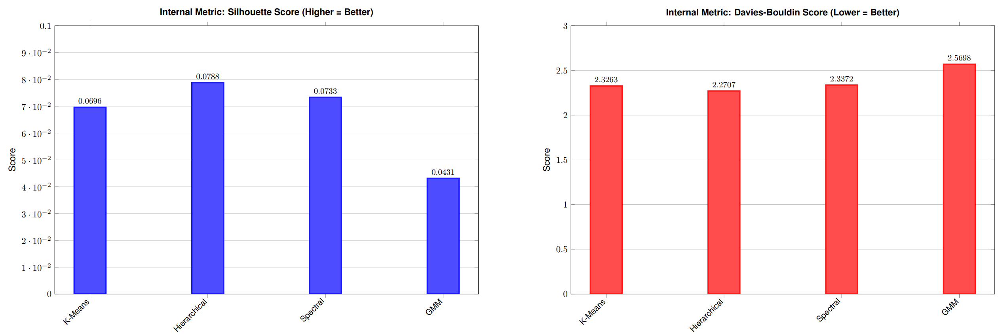 Internal Metric: Silhouette Score (Higher = Better)
0.1
9 · 10⁻²
8 · 10⁻²
7 · 10⁻²
6 · 10⁻²
5 · 10⁻²
4 · 10⁻²
3 · 10⁻²
2 · 10⁻²
1 · 10⁻²
0
Score
0.0696
0.0788
0.0733
0.0431
K-Means
Hierarchical
Spectral
GMM
Internal Metric: Davies-Bouldin Score (Lower = Better)
3
2.5
2
1.5
1
0.5
0
Score
2.3263
2.2707
2.3372
2.5698
K-Means
Hierarchical
Spectral
GMM